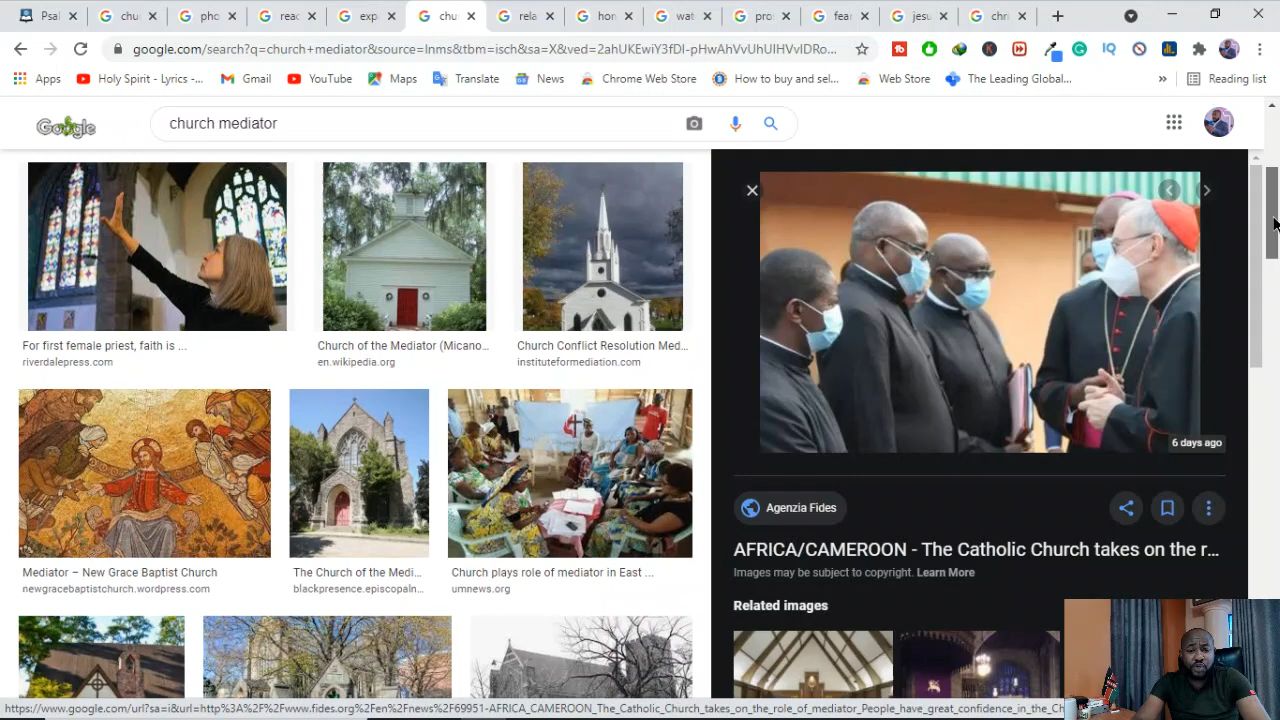 Psal
chu
pho
reac
exp
chu
rela
hor
wat
pro
fear
jesu
chri
google.com/search?q=church+mediator&source=lnms&tbm=isch&sa=X&ved=2ahUKEwiY3fDl-pHwAhVvUhUIHVvIDRo...
Apps
Holy Spirit - Lyrics -...
Gmail
YouTube
Maps
Translate
News
Chrome Web Store
How to buy and sel...
Web Store
The Leading Global...
»
Reading list
Google
church mediator
For first female priest, faith is ...
riverdalepress.com
Church of the Mediator (Micano...
en.wikipedia.org
Church Conflict Resolution Med...
instituteformediation.com
Mediator – New Grace Baptist Church
newgracebaptistchurch.wordpress.com
The Church of the Medi...
blackpresence.episcopaln...
Church plays role of mediator in East ...
umnews.org
6 days ago
Agenzia Fides
AFRICA/CAMEROON - The Catholic Church takes on the r...
Images may be subject to copyright. Learn More
Related images
https://www.google.com/url?sa=i&url=http%3A%2F%2Fwww.fides.org%2Fen%2Fnews%2F69951-AFRICA_CAMEROON_The_Catholic_Church_takes_on_the_role_of_mediator_People_have_great_confidence_in_the_Ch